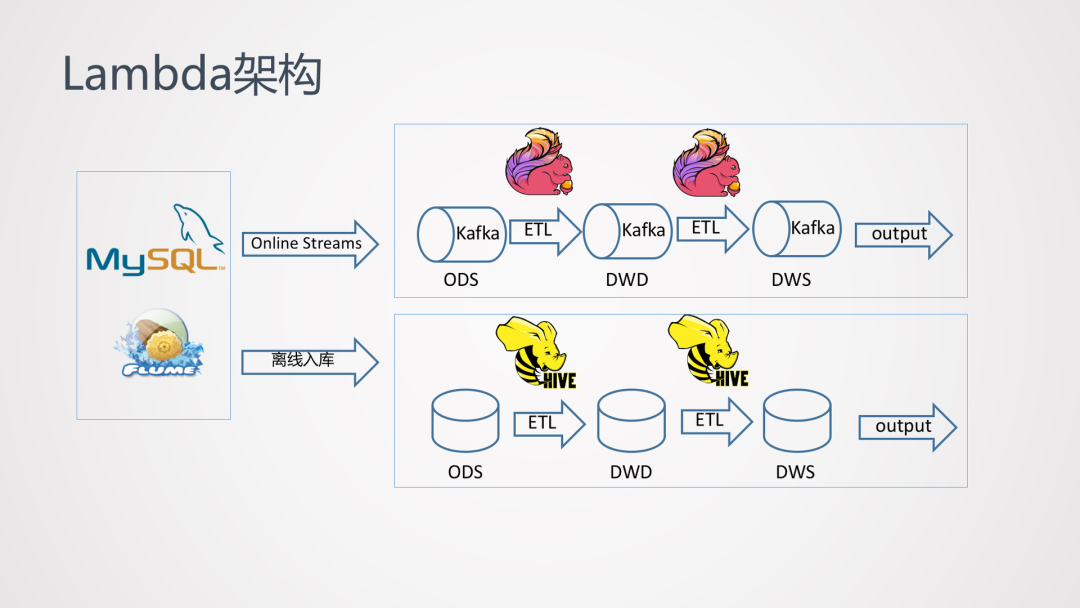 Lambda架构
MySQL™
FLUME
Online Streams
离线入库
Kafka
ETL
Kafka
ETL
Kafka
output
ODS
DWD
DWS
HIVE
HIVE
ETL
ETL
output
ODS
DWD
DWS